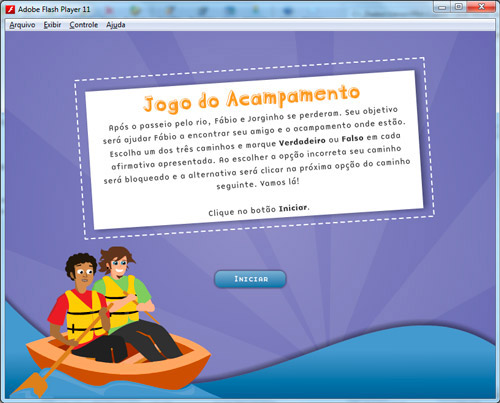 Adobe Flash Player 11
Arquivo Exibir Controle Ajuda
Jogo do Acampamento
Após o passeio pelo rio, Fábio e Jorginho se perderam. Seu objetivo
será ajudar Fábio a encontrar seu amigo e o acampamento onde estão.
Escolha um dos três caminhos e marque Verdadeiro ou Falso em cada
afirmativa apresentada. Ao escolher a opção incorreta seu caminho
será bloqueado e a alternativa será clicar na próxima opção do caminho
seguinte. Vamos lá!
Clique no botão Iniciar.
INICIAR